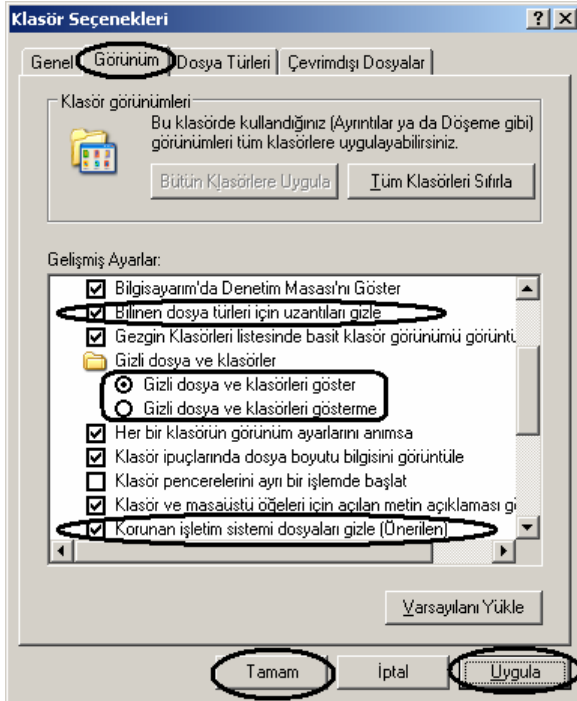 Klasör Seçenekleri
Genel Görünüm Dosya Türleri Çevrimdışı Dosyalar
Klasör görünümleri
Bu klasörde kullandığınız (Ayrıntılar ya da Döşeme gibi)
görünümleri tüm klasörlere uygulayabilirsiniz.
Bütün Klasörlere Uygula Tüm Klasörleri Sıfırla
Gelişmiş Ayarlar:
Bilgisayarım'da Denetim Masası'nı Göster
Bilinen dosya türleri için uzantıları gizle
Gezgin Klasörleri listesinde basit klasör görünümü görüntü
Gizli dosya ve klasörler
Gizli dosya ve klasörleri göster
Gizli dosya ve klasörleri gösterme
Her bir klasörün görünüm ayarlarını anımsa
Klasör ipuçlarında dosya boyutu bilgisini görüntüle
Klasör pencerelerini ayrı bir işlemde başlat
Klasör ve masaüstü öğeleri için açılan metin açıklaması gö
Korunan işletim sistemi dosyaları gizle (Önerilen)
Varsayılanı Yükle
Tamam İptal Uygula